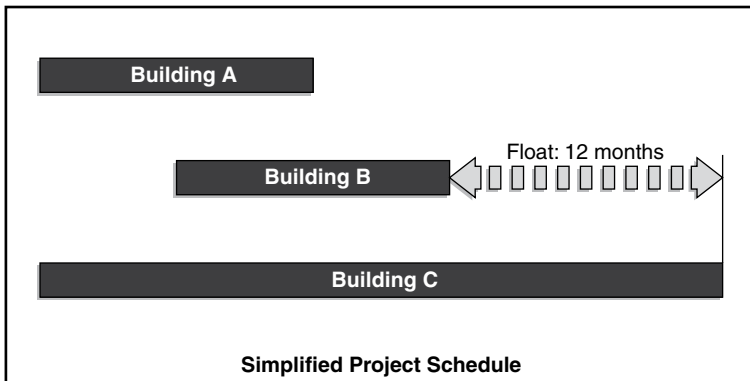 Building A
Float: 12 months
Building B
Building C
Simplified Project Schedule